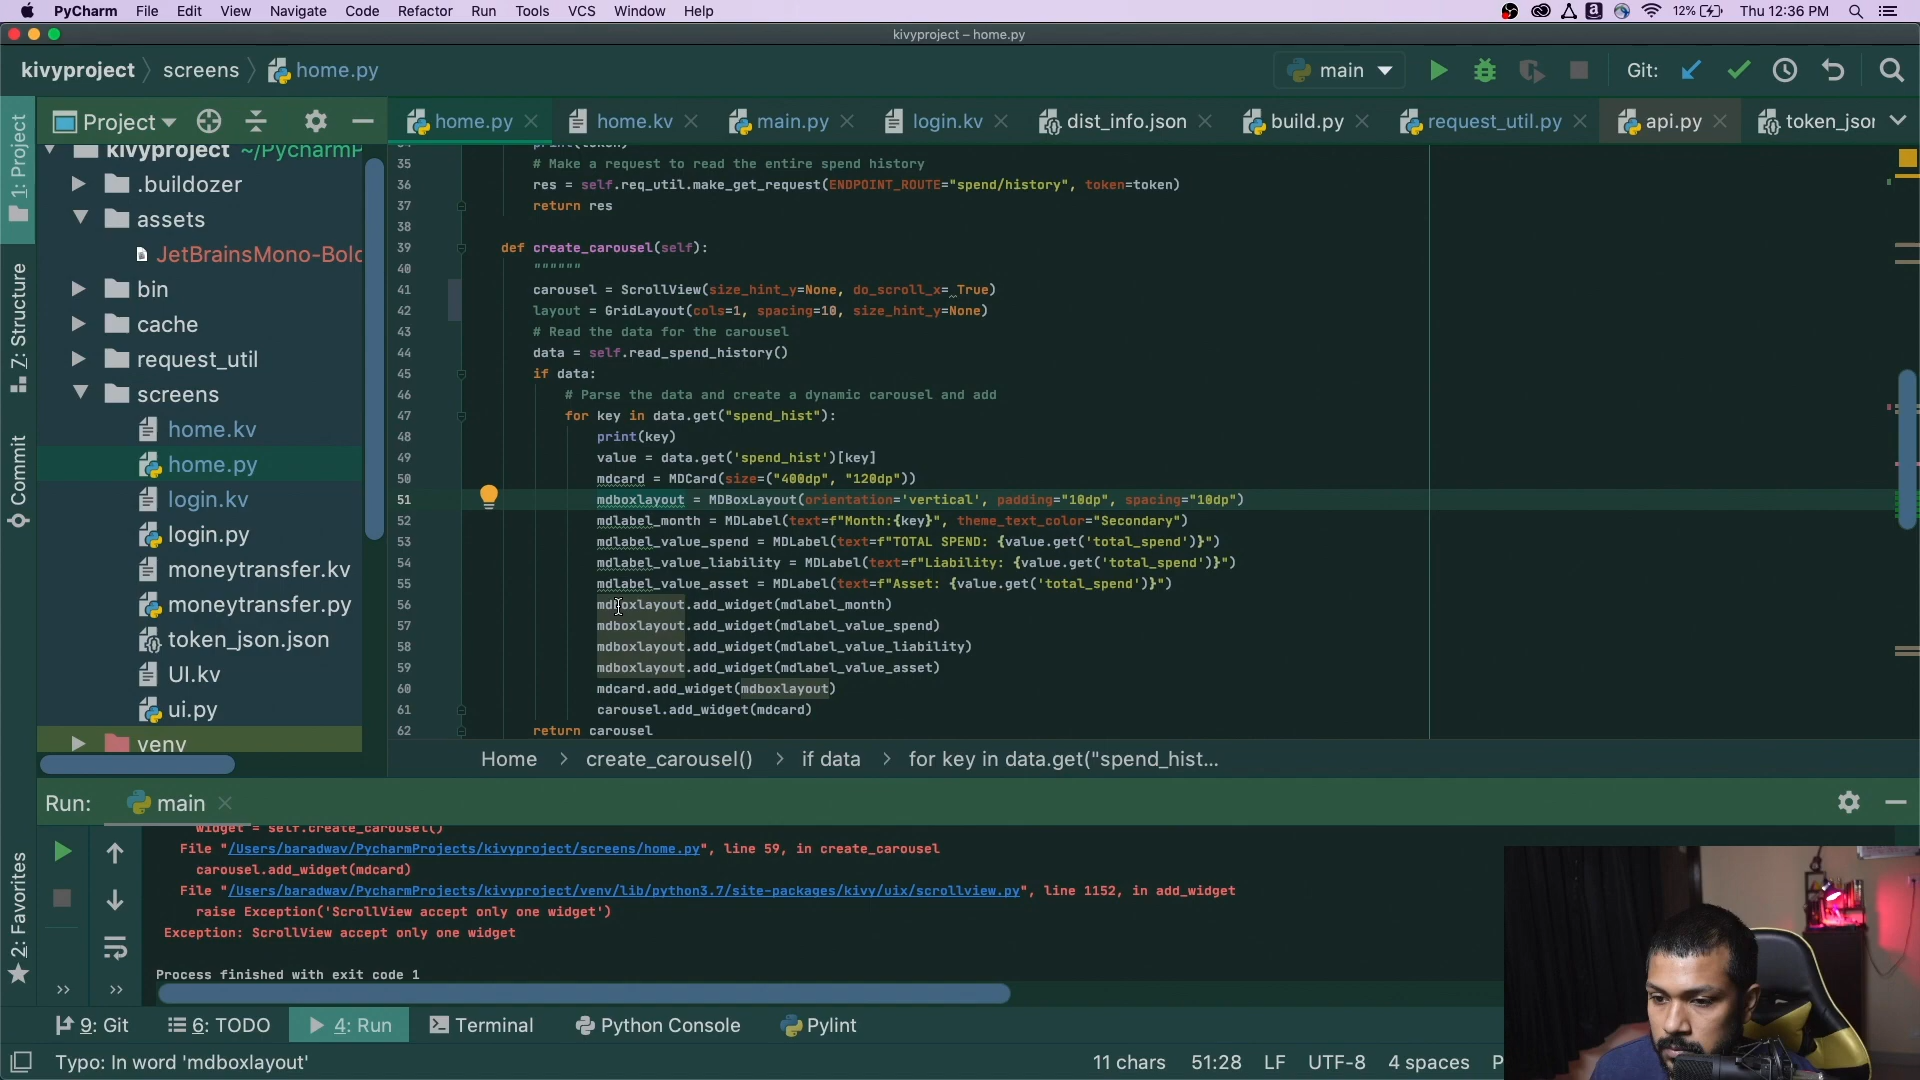 PyCharm File Edit View Navigate Code Refactor Run Tools VCS Window Help
12% Thu 12:36 PM
kivyproject – home.py
kivyproject screens home.py
main
Git:
Project
home.py home.kv main.py login.kv dist_info.json build.py request_util.py api.py token_jso
1: Project
7: Structure
Commit
2: Favorites
kivyproject ~/PycharmP
.buildozer
assets
JetBrainsMono-Bold
bin
cache
request_util
screens
home.kv
home.py
login.kv
login.py
moneytransfer.kv
moneytransfer.py
token_json.json
UI.kv
ui.py
venv
34 print(token)
35 # Make a request to read the entire spend history
36 res = self.req_util.make_get_request(ENDPOINT_ROUTE="spend/history", token=token)
37 return res
38
39 def create_carousel(self):
40 """"""
41 carousel = ScrollView(size_hint_y=None, do_scroll_x= True)
42 layout = GridLayout(cols=1, spacing=10, size_hint_y=None)
43 # Read the data for the carousel
44 data = self.read_spend_history()
45 if data:
46 # Parse the data and create a dynamic carousel and add
47 for key in data.get("spend_hist"):
48 print(key)
49 value = data.get('spend_hist')[key]
50 mdcard = MDCard(size=("400dp", "120dp"))
51 mdboxlayout = MDBoxLayout(orientation='vertical', padding="10dp", spacing="10dp")
52 mdlabel_month = MDLabel(text=f"Month:{key}", theme_text_color="Secondary")
53 mdlabel_value_spend = MDLabel(text=f"TOTAL SPEND: {value.get('total_spend')}")
54 mdlabel_value_liability = MDLabel(text=f"Liability: {value.get('total_spend')}")
55 mdlabel_value_asset = MDLabel(text=f"Asset: {value.get('total_spend')}")
56 mdboxlayout.add_widget(mdlabel_month)
57 mdboxlayout.add_widget(mdlabel_value_spend)
58 mdboxlayout.add_widget(mdlabel_value_liability)
59 mdboxlayout.add_widget(mdlabel_value_asset)
60 mdcard.add_widget(mdboxlayout)
61 carousel.add_widget(mdcard)
62 return carousel
Home > create_carousel() > if data > for key in data.get("spend_hist...
Run: main
widget = self.create_carousel()
File "/Users/baradwav/PycharmProjects/kivyproject/screens/home.py", line 59, in create_carousel
carousel.add_widget(mdcard)
File "/Users/baradwav/PycharmProjects/kivyproject/venv/lib/python3.7/site-packages/kivy/uix/scrollview.py", line 1152, in add_widget
raise Exception('ScrollView accept only one widget')
Exception: ScrollView accept only one widget
Process finished with exit code 1
9: Git 6: TODO 4: Run Terminal Python Console Pylint
Typo: In word 'mdboxlayout' 11 chars 51:28 LF UTF-8 4 spaces P